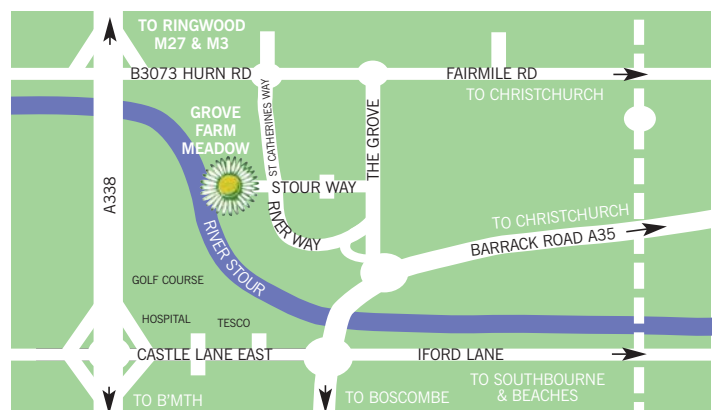 TO RINGWOOD
M27 & M3
B3073 HURN RD
FAIRMILE RD
TO CHRISTCHURCH
GROVE
FARM
MEADOW
ST CATHERINES WAY
THE GROVE
A338
STOUR WAY
RIVER WAY
TO CHRISTCHURCH
BARRACK ROAD A35
RIVER STOUR
GOLF COURSE
HOSPITAL
TESCO
CASTLE LANE EAST
IFORD LANE
TO SOUTHBOURNE
& BEACHES
TO B'MTH
TO BOSCOMBE